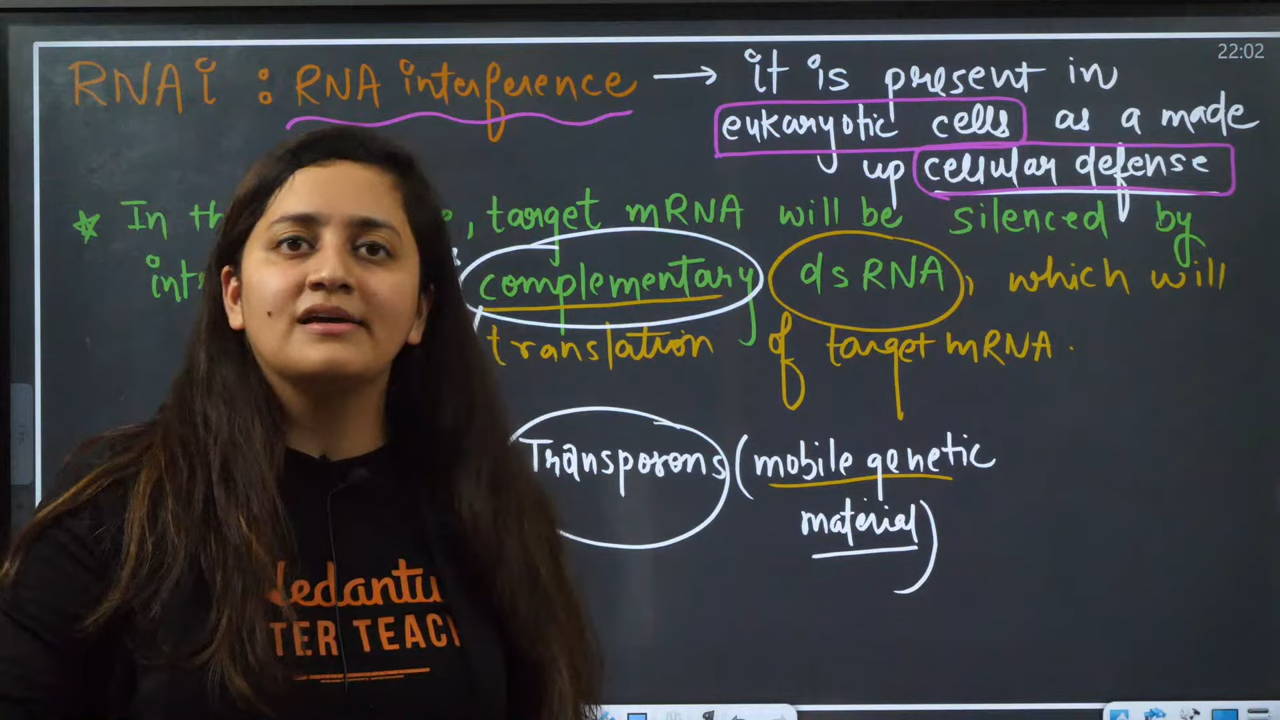 22:02
RNAi : RNA interference → it is present in
eukaryotic cells as a made
up cellular defense
★ In th , target mRNA will be silenced by
complementary dsRNA, which will
translation of target mRNA.
Transposons (mobile genetic
material)
Vedantu
TER TEAC